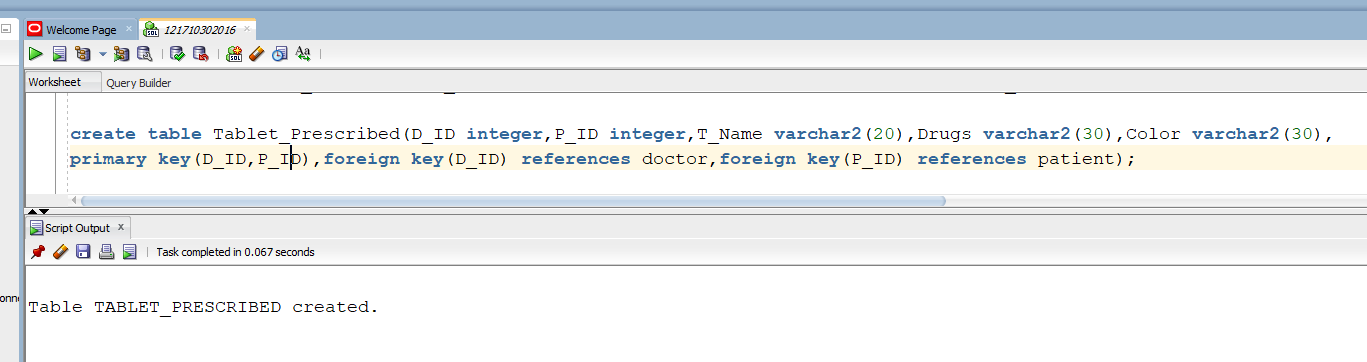 Welcome Page
121710302016
Worksheet
Query Builder
create table Tablet_Prescribed(D_ID integer,P_ID integer,T_Name varchar2(20),Drugs varchar2(30),Color varchar2(30),
primary key(D_ID,P_ID),foreign key(D_ID) references doctor,foreign key(P_ID) references patient);
Script Output
Task completed in 0.067 seconds
Table TABLET_PRESCRIBED created.